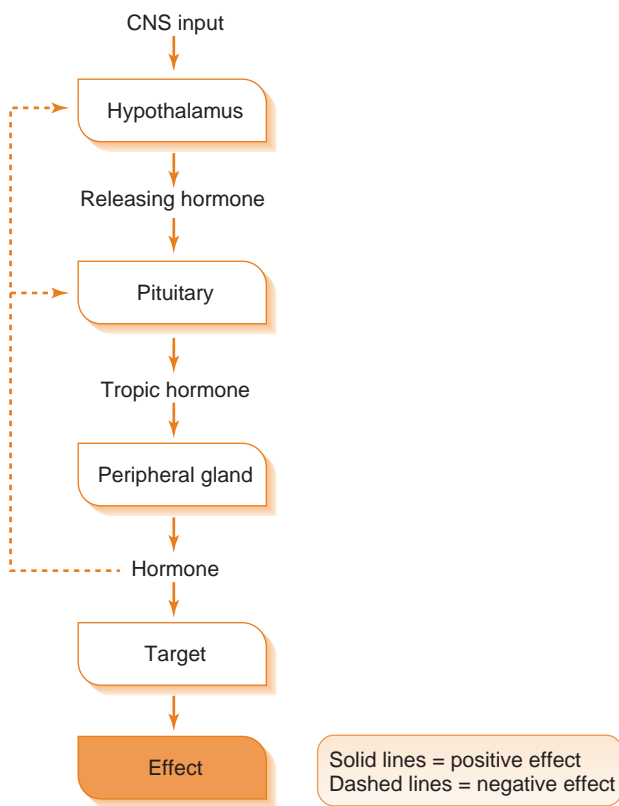 CNS input
Hypothalamus
Releasing hormone
Pituitary
Tropic hormone
Peripheral gland
Hormone
Target
Effect
Solid lines = positive effect
Dashed lines = negative effect